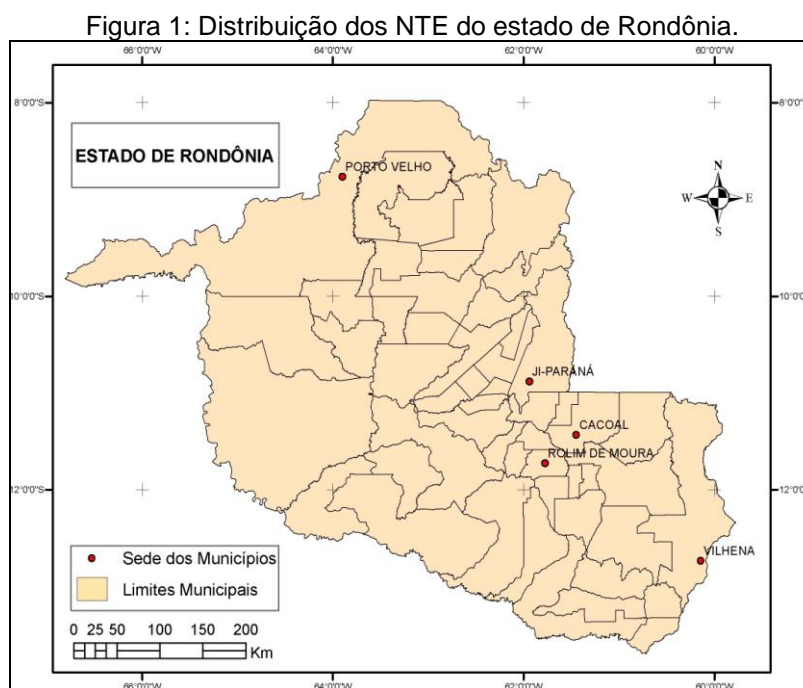 Figura 1: Distribuição dos NTE do estado de Rondônia.
66°0'0"W 64°0'0"W 62°0'0"W 60°0'0"W
8°0'0"S 8°0'0"S
ESTADO DE RONDÔNIA
PORTO VELHO
N
W E
S
10°0'0"S 10°0'0"S
JI-PARANÁ
CACOAL
ROLIM DE MOURA
12°0'0"S 12°0'0"S
VILHENA
Sede dos Municípios
Limites Municipais
0 25 50 100 150 200
Km
66°0'0"W 64°0'0"W 62°0'0"W 60°0'0"W